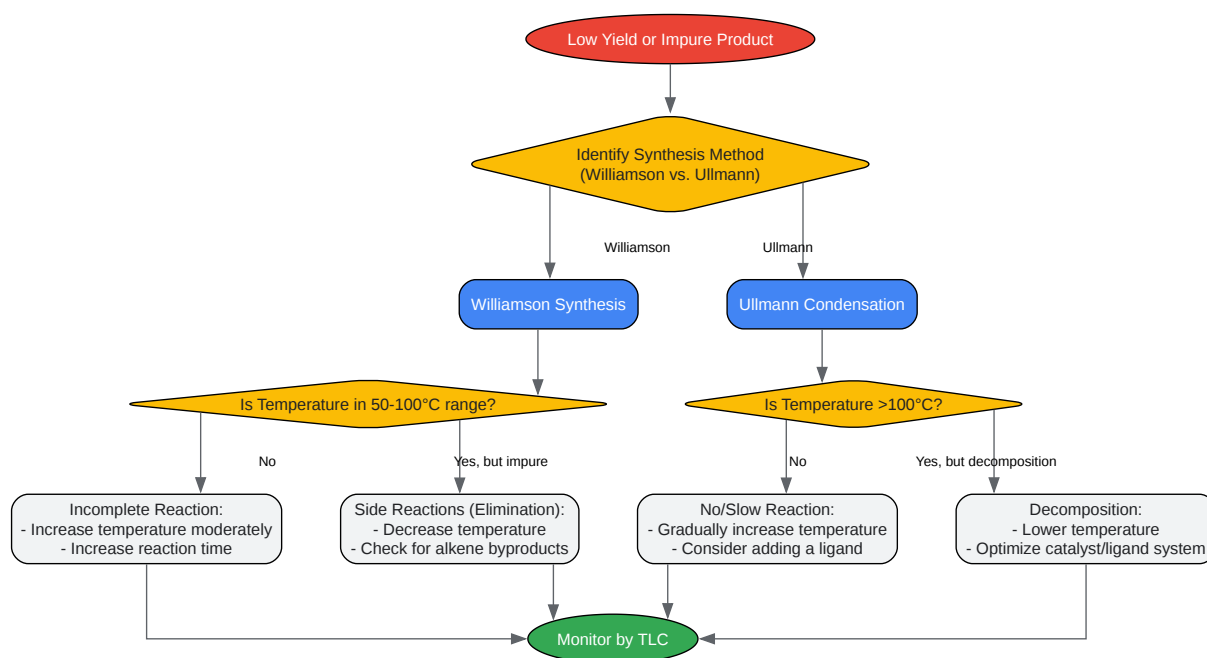 Low Yield or Impure Product
Identify Synthesis Method
(Williamson vs. Ullmann)
Williamson
Ullmann
Williamson Synthesis
Ullmann Condensation
Is Temperature in 50-100°C range?
Is Temperature >100°C?
No
Yes, but impure
No
Yes, but decomposition
Incomplete Reaction:
- Increase temperature moderately
- Increase reaction time
Side Reactions (Elimination):
- Decrease temperature
- Check for alkene byproducts
No/Slow Reaction:
- Gradually increase temperature
- Consider adding a ligand
Decomposition:
- Lower temperature
- Optimize catalyst/ligand system
Monitor by TLC